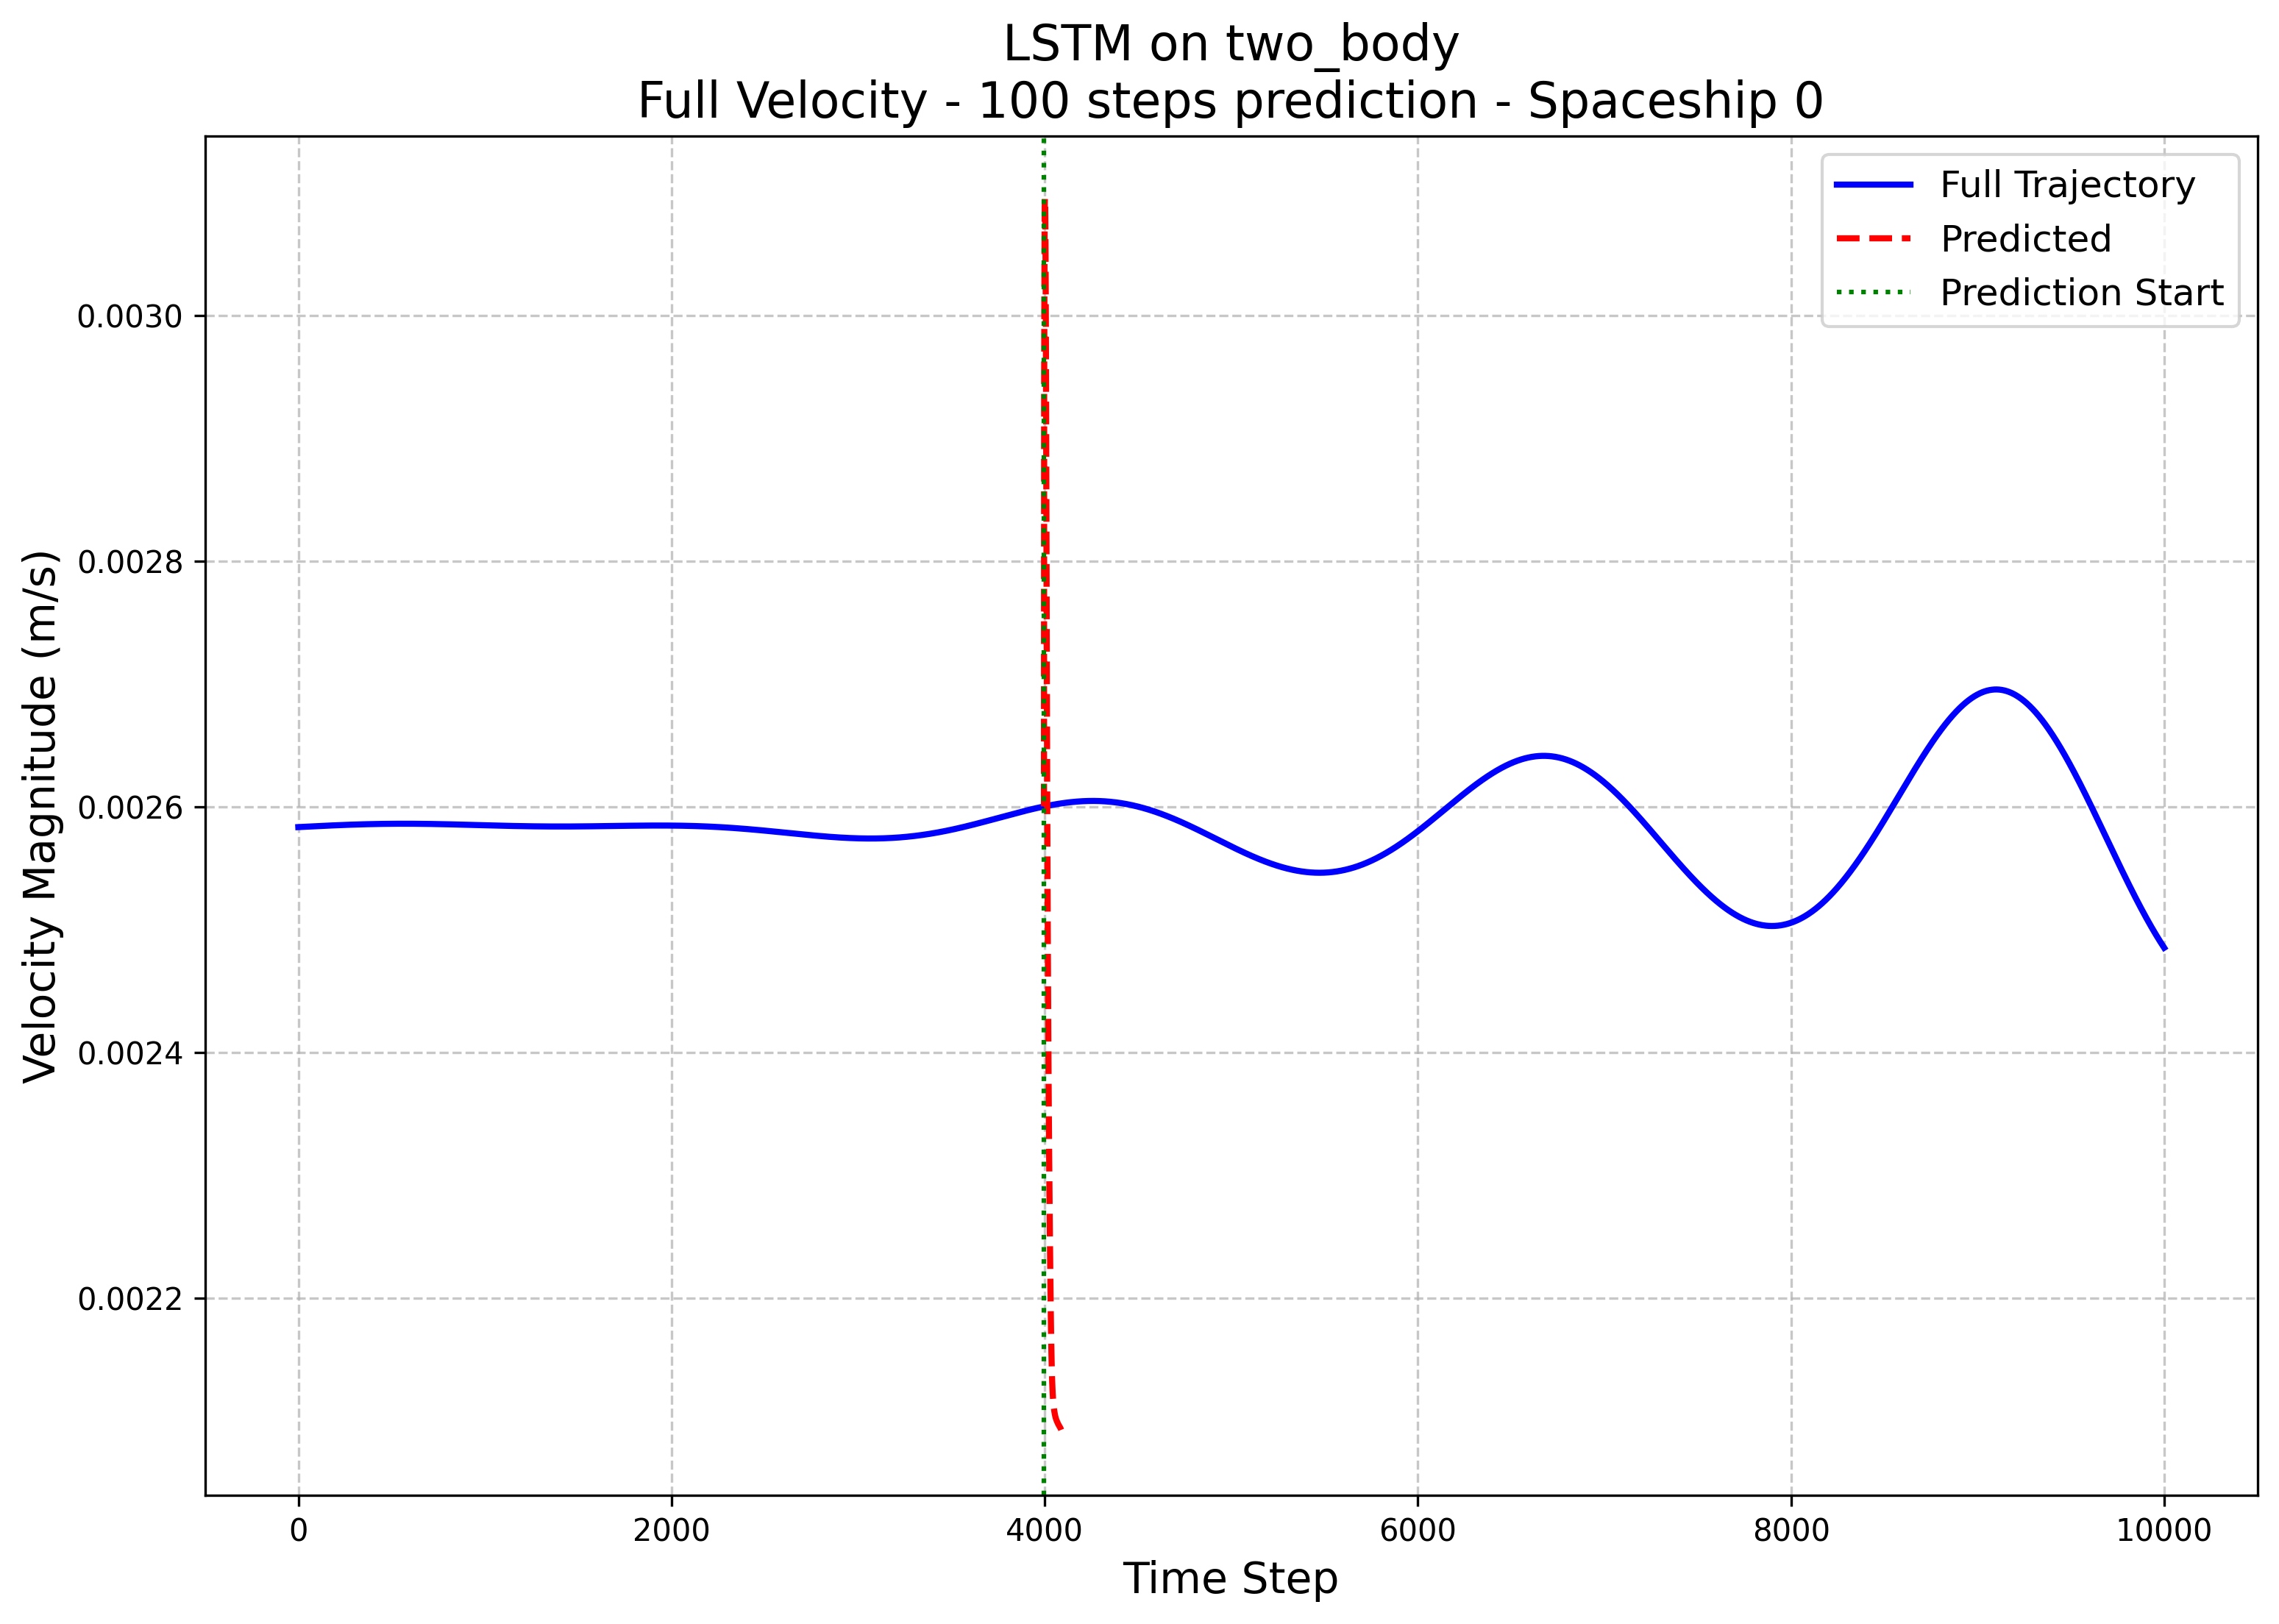 LSTM on two_body
Full Velocity - 100 steps prediction - Spaceship 0
Full Trajectory
Predicted
Prediction Start
Velocity Magnitude (m/s)
0.0030
0.0028
0.0026
0.0024
0.0022
0 2000 4000 6000 8000 10000
Time Step